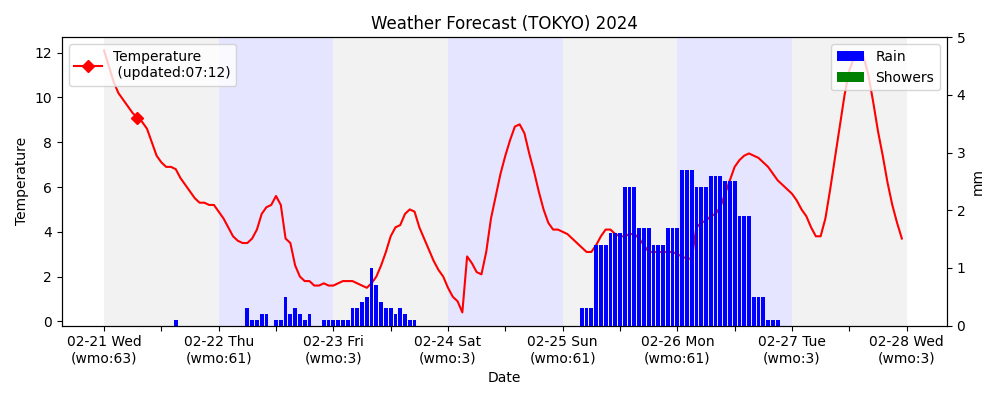 Weather Forecast (TOKYO) 2024
Temperature
(updated:07:12)
Rain
Showers
Temperature
12
10
8
6
4
2
0
5
4
3
2
1
0
mm
02-21 Wed
(wmo:63)
02-22 Thu
(wmo:61)
02-23 Fri
(wmo:3)
02-24 Sat
(wmo:3)
02-25 Sun
(wmo:61)
02-26 Mon
(wmo:61)
02-27 Tue
(wmo:3)
02-28 Wed
(wmo:3)
Date